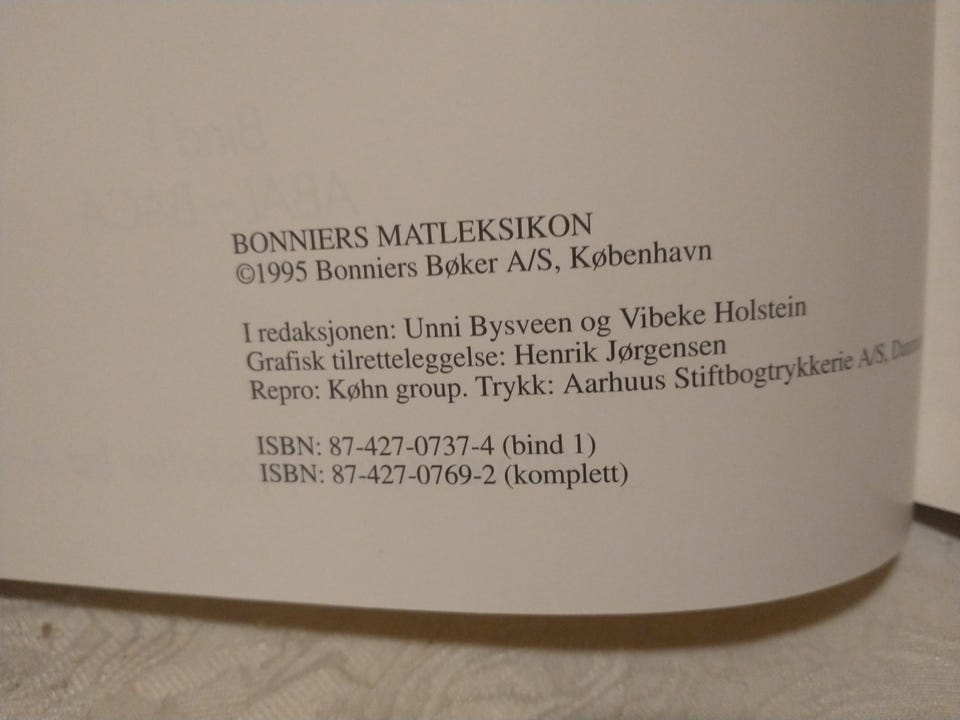 BONNIERS MATLEKSIKON
©1995 Bonniers Bøker A/S, København
I redaksjonen: Unni Bysveen og Vibeke Holstein
Grafisk tilretteleggelse: Henrik Jørgensen
Repro: Køhn group. Trykk: Aarhuus Stiftbogtrykkerie A/S,
ISBN: 87-427-0737-4 (bind 1)
ISBN: 87-427-0769-2 (komplett)